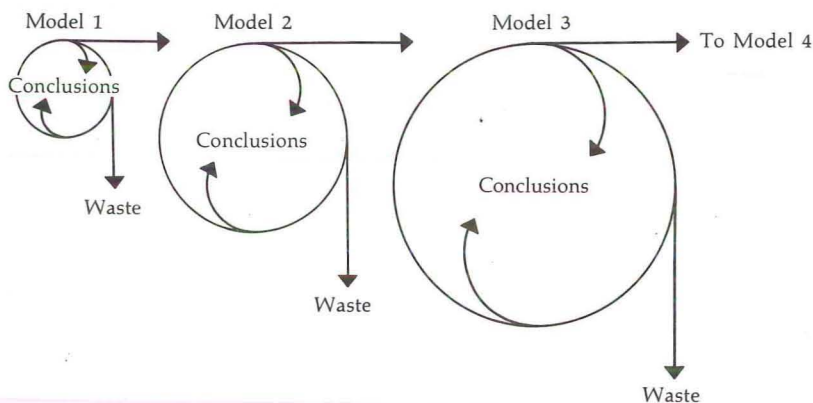 Model 1
Model 2
Model 3
To Model 4
Conclusions
Conclusions
Conclusions
Waste
Waste
Waste